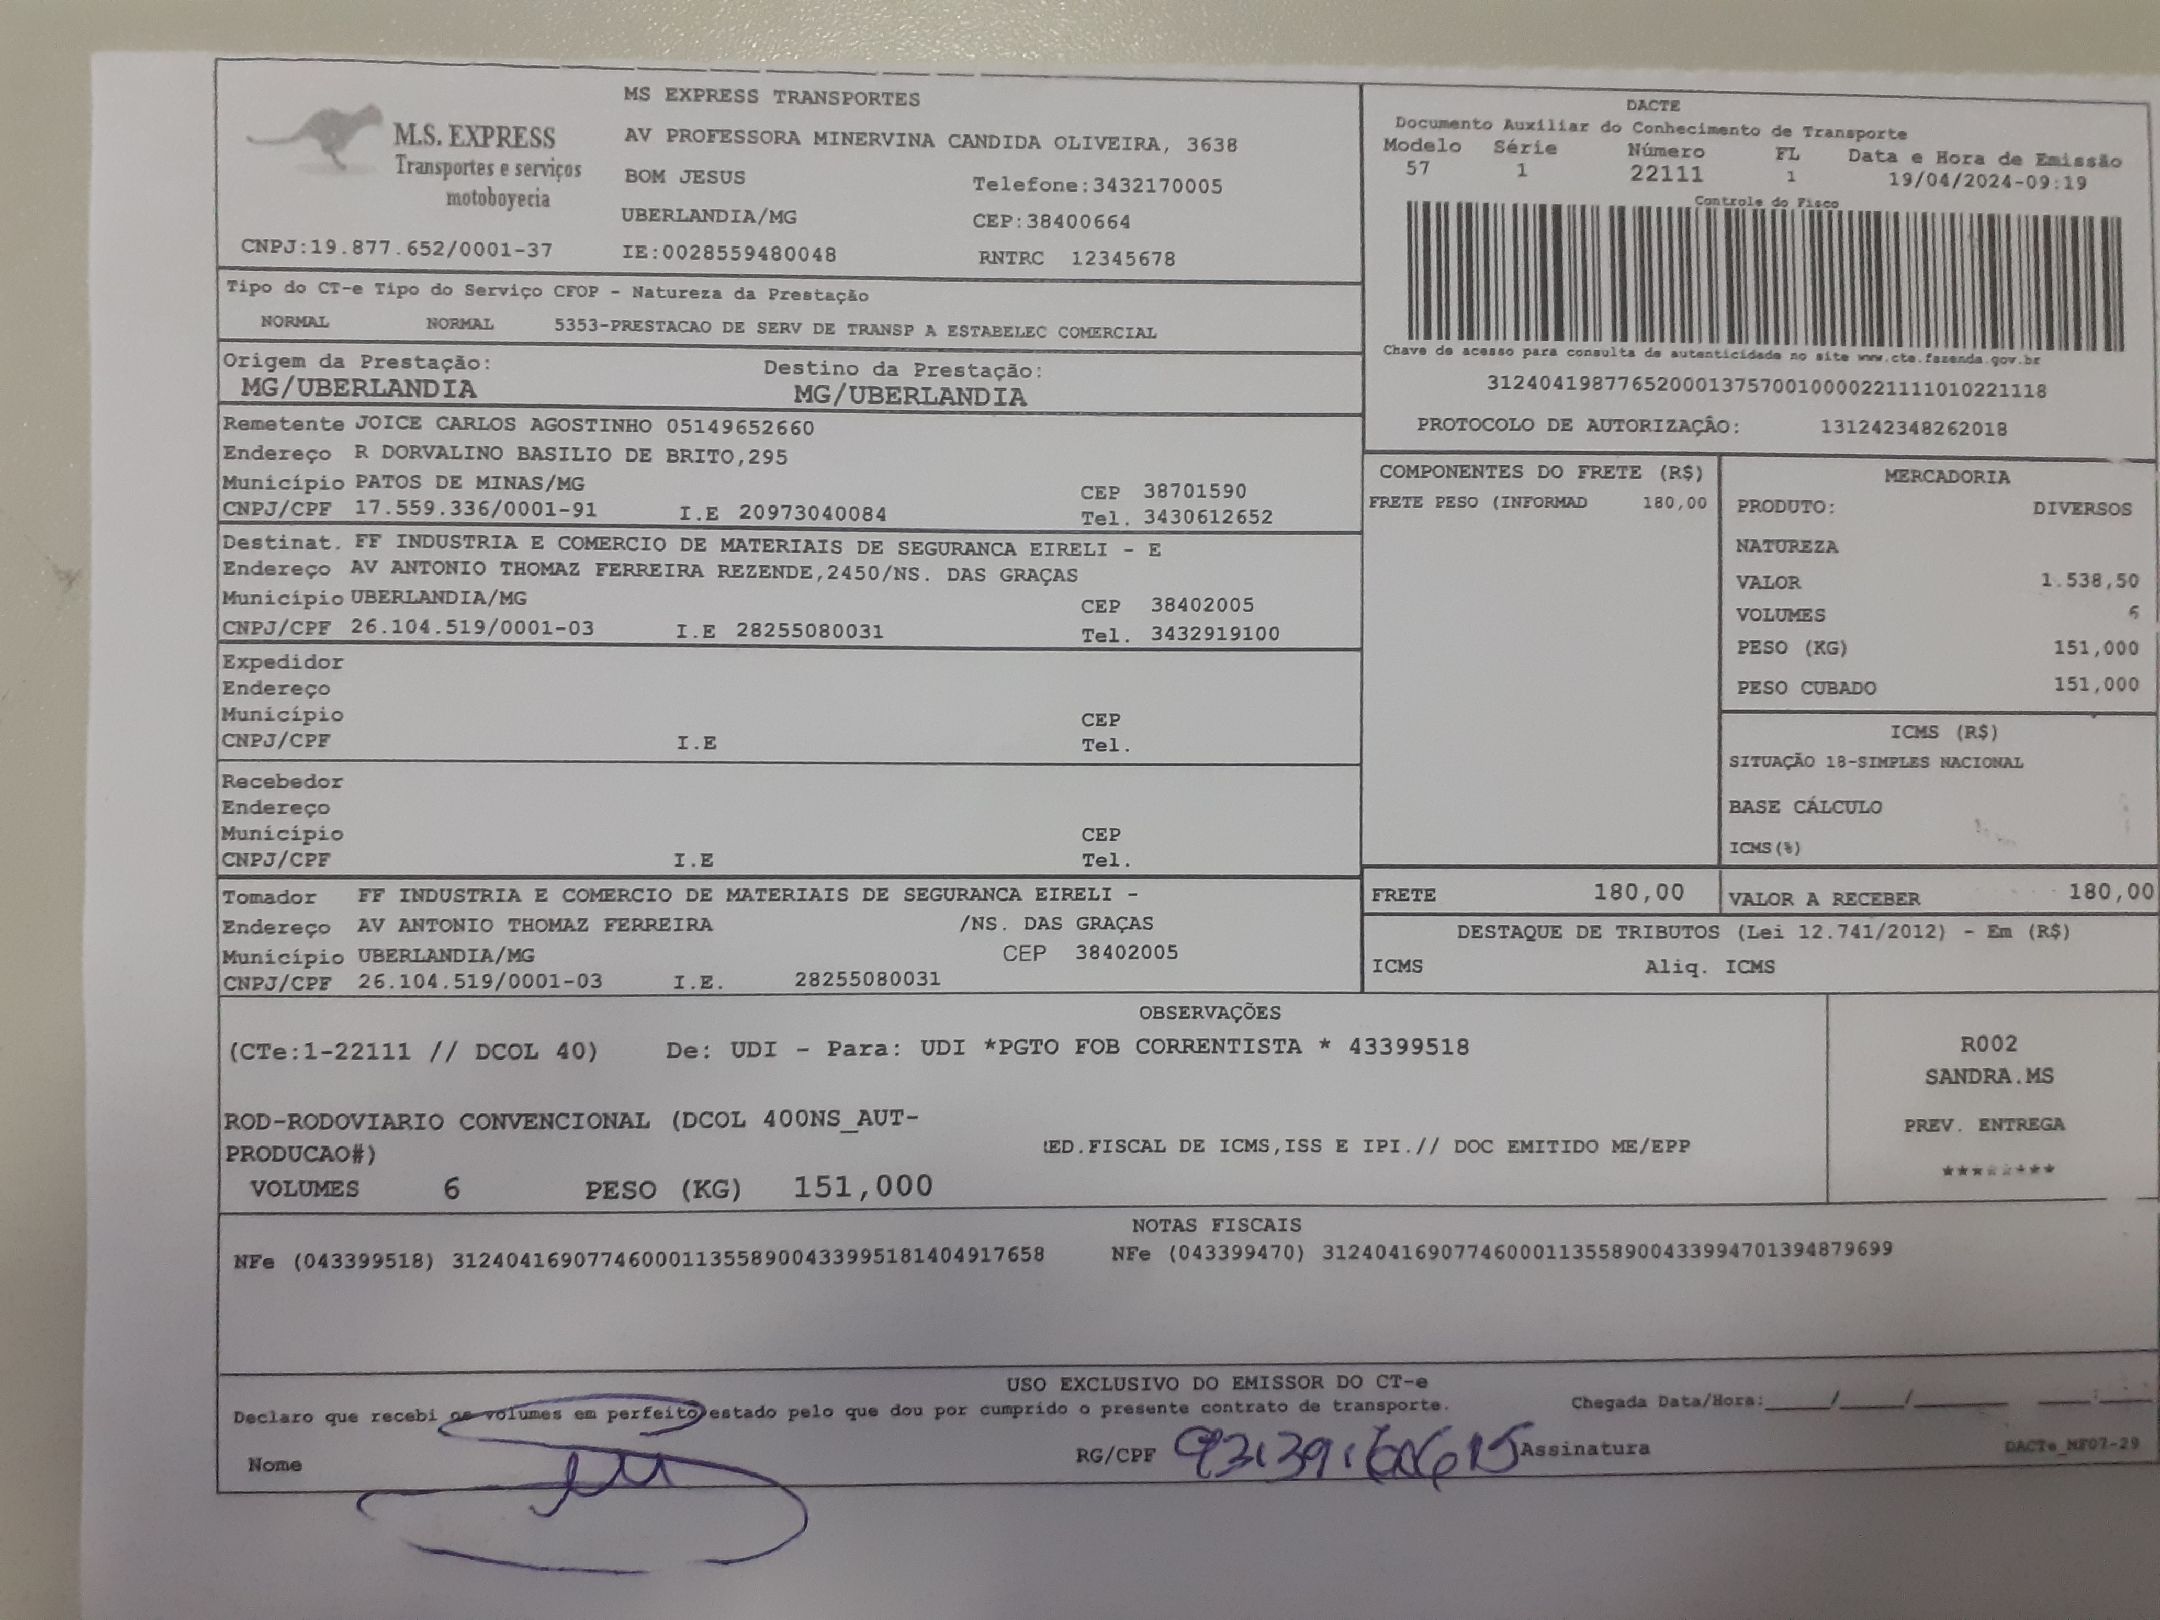 M.S. EXPRESS
Transportes e serviços
motoboyecia
CNPJ:19.877.652/0001-37
MS EXPRESS TRANSPORTES
AV PROFESSORA MINERVINA CANDIDA OLIVEIRA, 3638
BOM JESUS Telefone:3432170005
UBERLANDIA/MG CEP:38400664
IE:0028559480048 RNTRC 12345678
DACTE
Documento Auxiliar do Conhecimento de Transporte
Modelo Série Número FL Data e Hora de Emissão
57 1 22111 1 19/04/2024-09:19
Controle do Fisco
Chave de acesso para consulta de autenticidade no site www.cte.fazenda.gov.br
31240419877652000137570010000221111010221118
PROTOCOLO DE AUTORIZAÇÂO: 131242348262018
Tipo do CT-e Tipo do Serviço CFOP - Natureza da Prestação
NORMAL NORMAL 5353-PRESTACAO DE SERV DE TRANSP A ESTABELEC COMERCIAL
Origem da Prestação: Destino da Prestação:
MG/UBERLANDIA MG/UBERLANDIA
Remetente JOICE CARLOS AGOSTINHO 05149652660
Endereço R DORVALINO BASILIO DE BRITO,295
Município PATOS DE MINAS/MG CEP 38701590
CNPJ/CPF 17.559.336/0001-91 I.E 20973040084 Tel. 3430612652
Destinat. FF INDUSTRIA E COMERCIO DE MATERIAIS DE SEGURANCA EIRELI - E
Endereço AV ANTONIO THOMAZ FERREIRA REZENDE,2450/NS. DAS GRAÇAS
Município UBERLANDIA/MG CEP 38402005
CNPJ/CPF 26.104.519/0001-03 I.E 28255080031 Tel. 3432919100
Expedidor
Endereço
Município CEP
CNPJ/CPF I.E Tel.
Recebedor
Endereço
Município CEP
CNPJ/CPF I.E Tel.
Tomador FF INDUSTRIA E COMERCIO DE MATERIAIS DE SEGURANCA EIRELI -
Endereço AV ANTONIO THOMAZ FERREIRA /NS. DAS GRAÇAS
Município UBERLANDIA/MG CEP 38402005
CNPJ/CPF 26.104.519/0001-03 I.E. 28255080031
COMPONENTES DO FRETE (R$)
FRETE PESO (INFORMAD 180,00
MERCADORIA
PRODUTO: DIVERSOS
NATUREZA
VALOR 1.538,50
VOLUMES 6
PESO (KG) 151,000
PESO CUBADO 151,000
ICMS (R$)
SITUAÇÃO 18-SIMPLES NACIONAL
BASE CÁLCULO
ICMS(%)
FRETE 180,00 VALOR A RECEBER 180,00
DESTAQUE DE TRIBUTOS (Lei 12.741/2012) - Em (R$)
ICMS Aliq. ICMS
OBSERVAÇÕES
(CTe:1-22111 // DCOL 40) De: UDI - Para: UDI *PGTO FOB CORRENTISTA * 43399518
ROD-RODOVIARIO CONVENCIONAL (DCOL 400NS_AUT-
PRODUCAO#) ED.FISCAL DE ICMS,ISS E IPI.// DOC EMITIDO ME/EPP
VOLUMES 6 PESO (KG) 151,000
R002
SANDRA.MS
PREV. ENTREGA
********
NOTAS FISCAIS
NFe (043399518) 31240416907746000113558900433995181404917658 NFe (043399470) 31240416907746000113558900433994701394879699
USO EXCLUSIVO DO EMISSOR DO CT-e
Declaro que recebi os volumes em perfeito estado pelo que dou por cumprido o presente contrato de transporte. Chegada Data/Hora:____/____/______ ____:____
Nome RG/CPF Assinatura DACTe_MF07-29